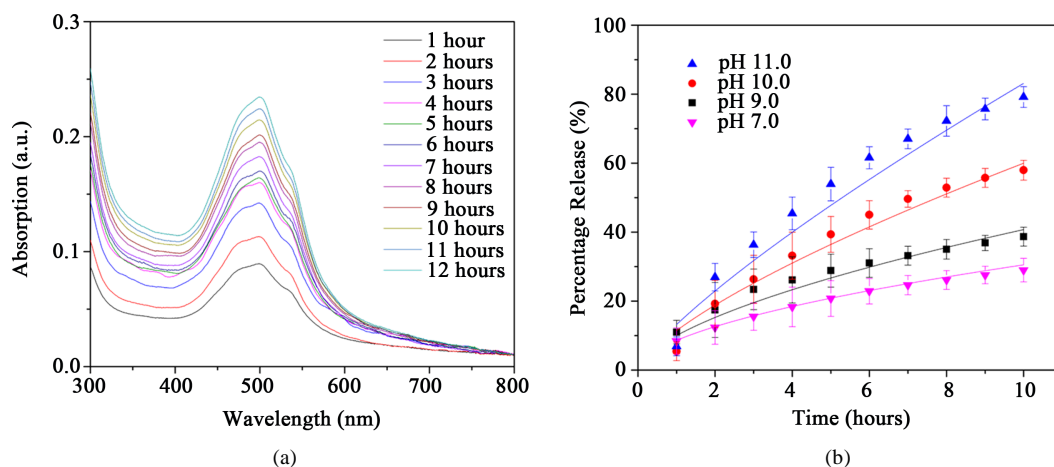 0.3
0.2
0.1
0.0
300
400
500
600
700
800
Absorption (a.u.)
Wavelength (nm)
1 hour
2 hours
3 hours
4 hours
5 hours
6 hours
7 hours
8 hours
9 hours
10 hours
11 hours
12 hours
(a)
100
80
60
40
20
0
0
2
4
6
8
10
Percentage Release (%)
Time (hours)
pH 11.0
pH 10.0
pH 9.0
pH 7.0
(b)